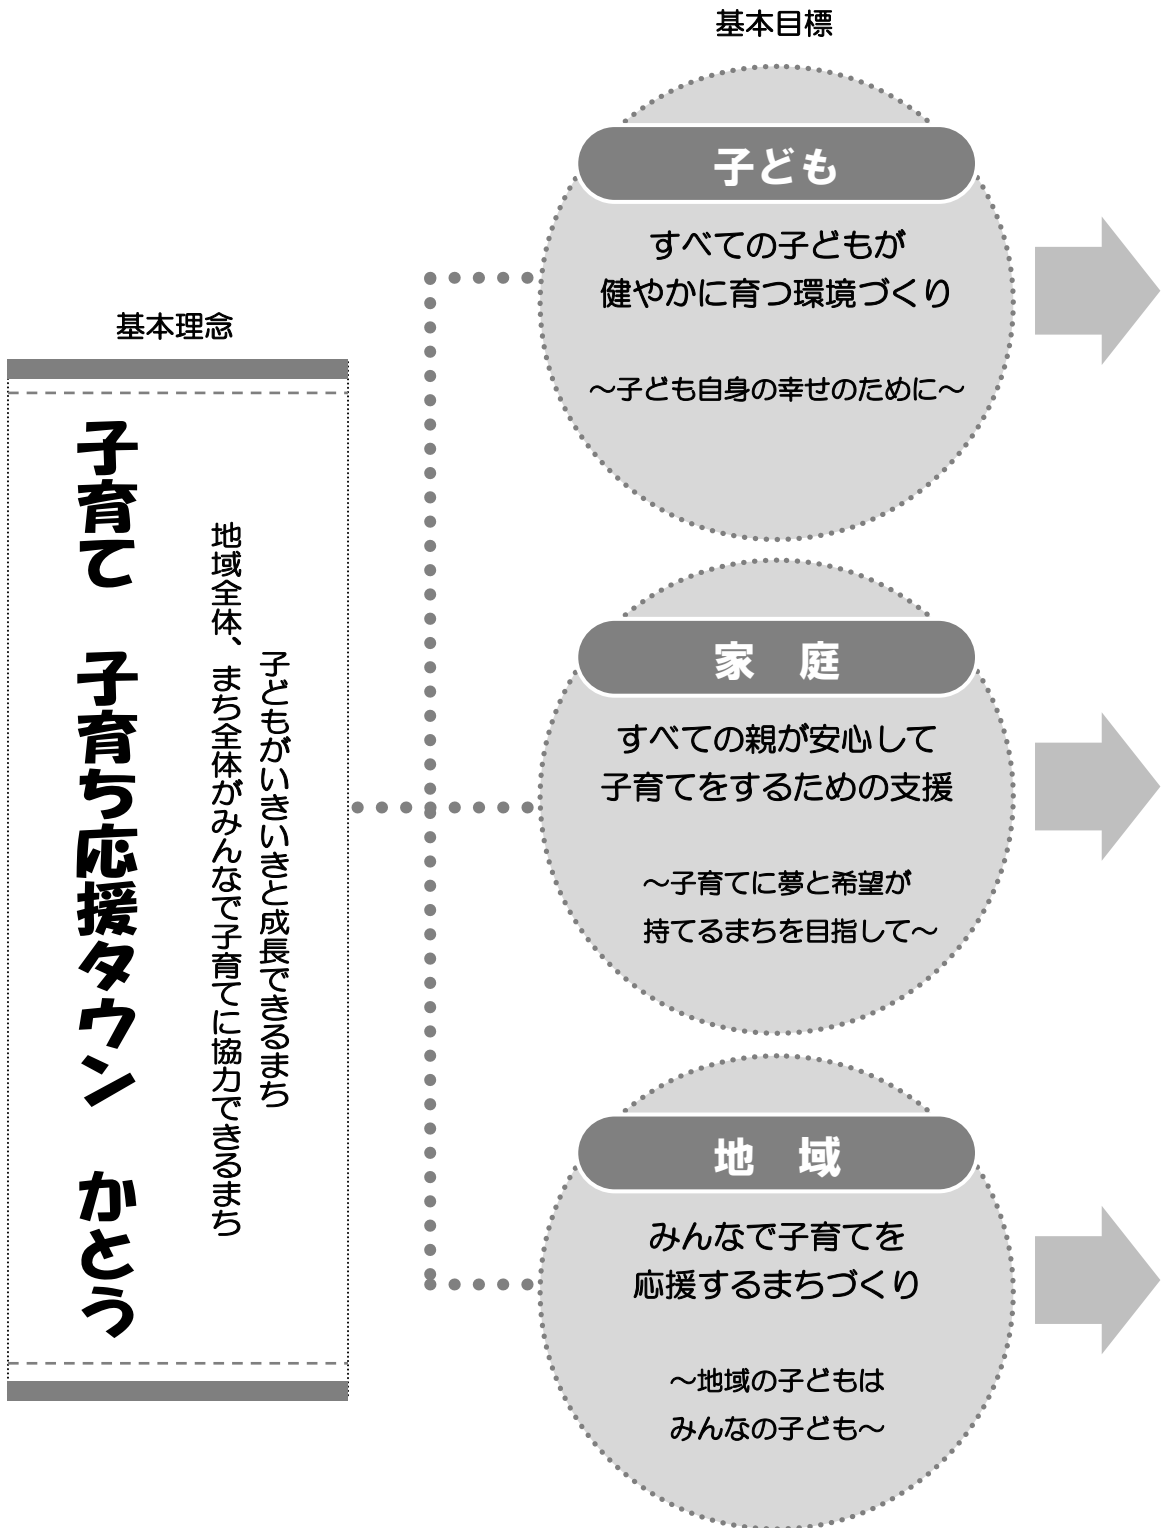 基本理念
子どもがいきいきと成長できるまち
地域全体、まち全体がみんなで子育てに協力できるまち
子育て　子育ち応援タウン　かとう
基本目標
子ども
すべての子どもが
健やかに育つ環境づくり
～子ども自身の幸せのために～
家　庭
すべての親が安心して
子育てをするための支援
～子育てに夢と希望が
持てるまちを目指して～
地　域
みんなで子育てを
応援するまちづくり
～地域の子どもは
みんなの子ども～